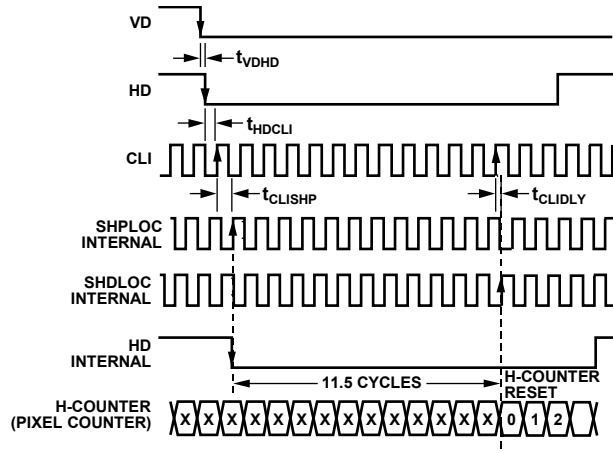 VD
tVDHD
HD
tHDCLI
CLI
tCLISHP
tCLIDLY
SHPLOC
INTERNAL
SHDLOC
INTERNAL
HD
INTERNAL
11.5 CYCLES
H-COUNTER
RESET
H-COUNTER
(PIXEL COUNTER)
X X X X X X X X X X X X X X 0 1 2